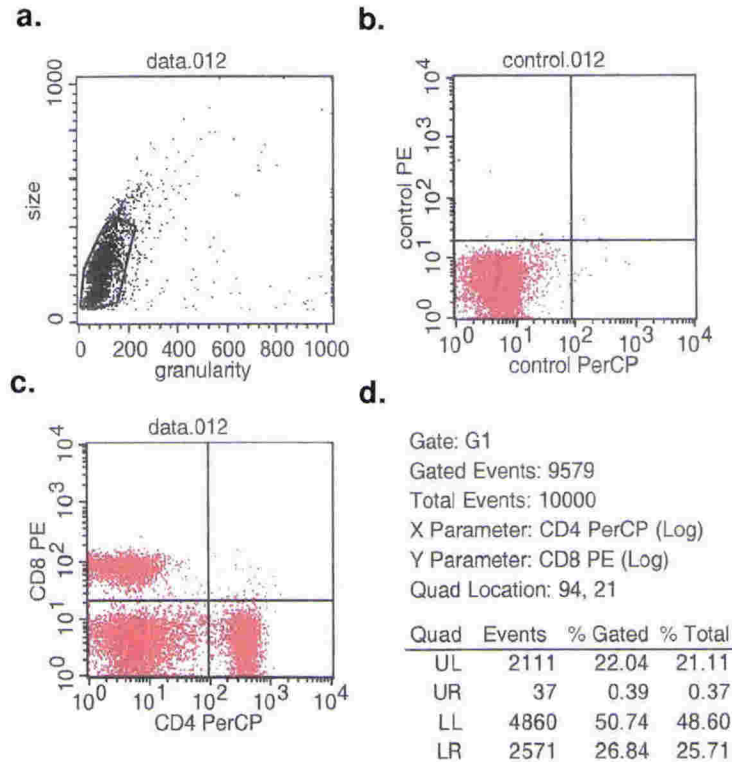 a.
data.012
1000
size
0
0 200 400 600 800 1000
granularity
b.
control.012
10^4
10^3
10^2
10^1
10^0
control PE
10^0 10^1 10^2 10^3 10^4
control PerCP
c.
data.012
10^4
10^3
10^2
10^1
10^0
CD8 PE
10^0 10^1 10^2 10^3 10^4
CD4 PerCP
d.
Gate: G1
Gated Events: 9579
Total Events: 10000
X Parameter: CD4 PerCP (Log)
Y Parameter: CD8 PE (Log)
Quad Location: 94, 21
Quad Events % Gated % Total
UL 2111 22.04 21.11
UR 37 0.39 0.37
LL 4860 50.74 48.60
LR 2571 26.84 25.71